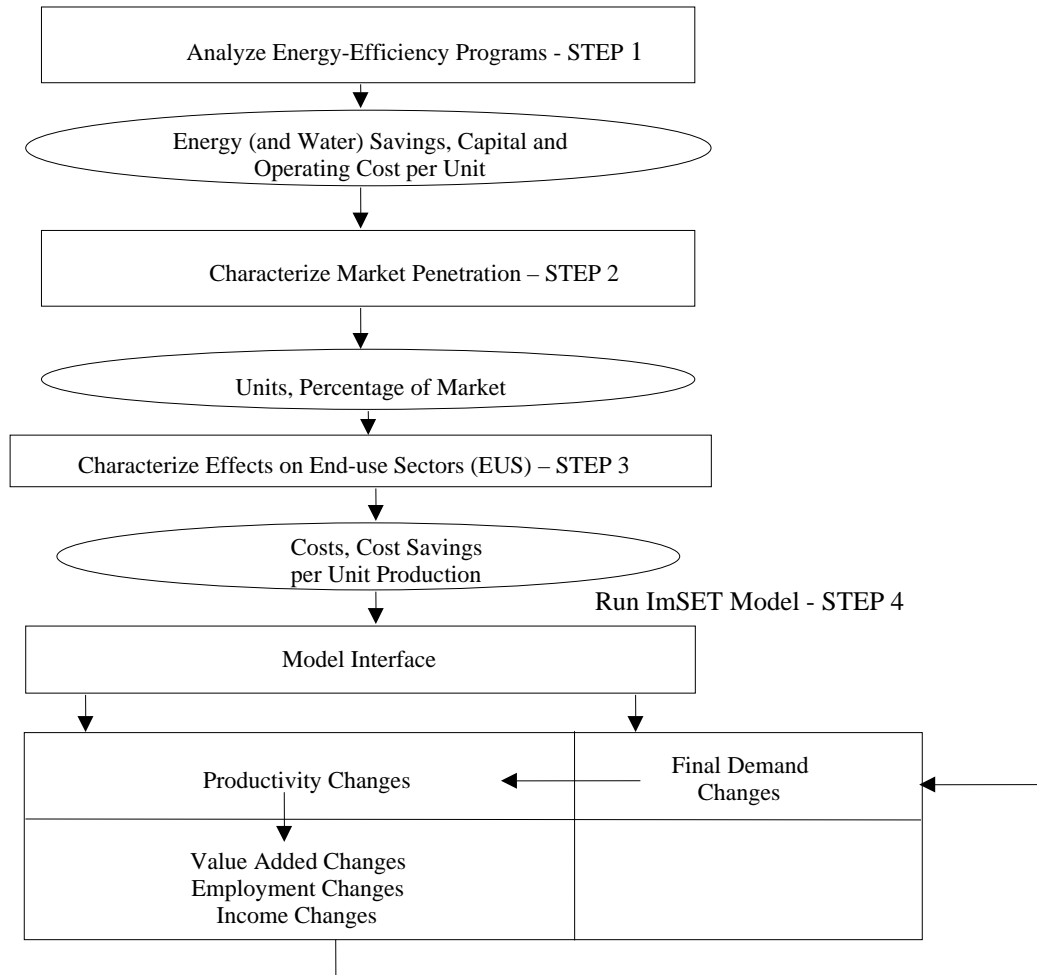 Analyze Energy-Efficiency Programs - STEP 1
Energy (and Water) Savings, Capital and
Operating Cost per Unit
Characterize Market Penetration – STEP 2
Units, Percentage of Market
Characterize Effects on End-use Sectors (EUS) – STEP 3
Costs, Cost Savings
per Unit Production
Run ImSET Model - STEP 4
Model Interface
Productivity Changes
Final Demand
Changes
Value Added Changes
Employment Changes
Income Changes